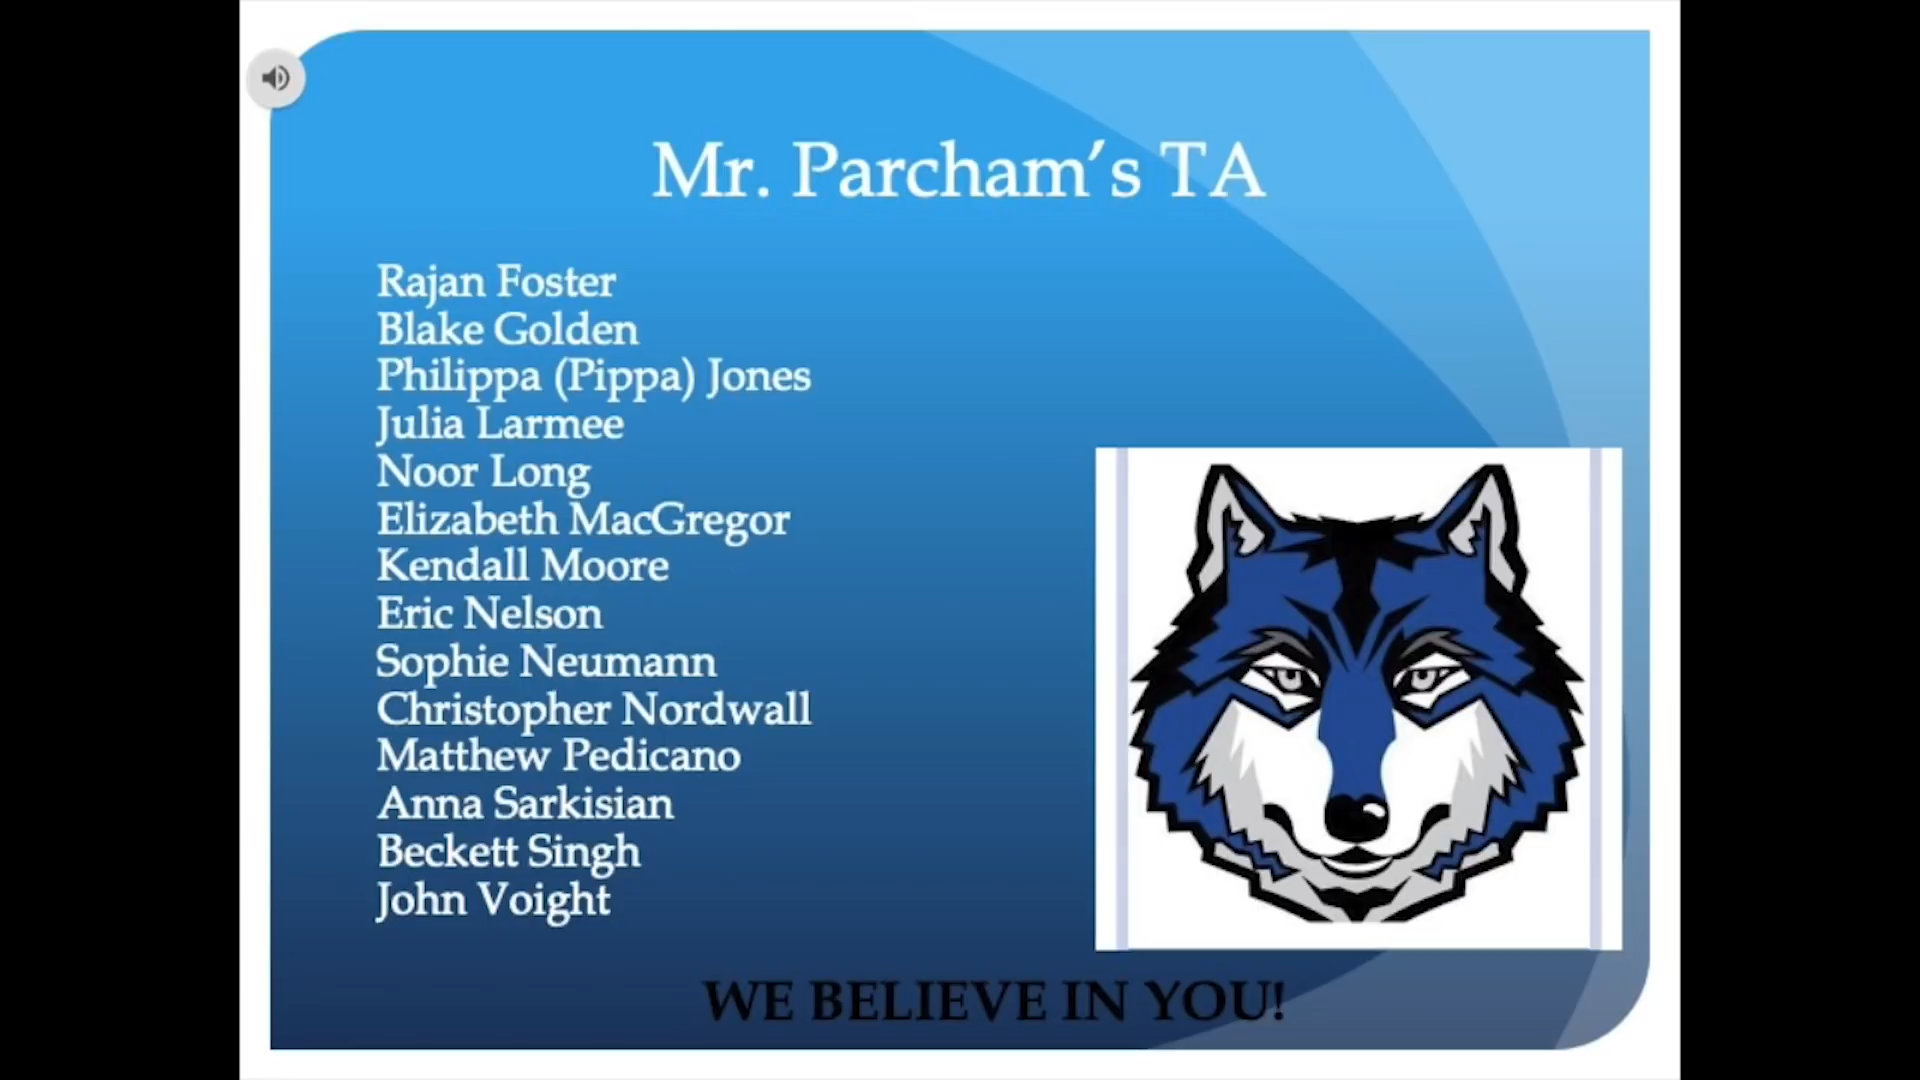 Mr. Parcham’s TA
Rajan Foster
Blake Golden
Philippa (Pippa) Jones
Julia Larmee
Noor Long
Elizabeth MacGregor
Kendall Moore
Eric Nelson
Sophie Neumann
Christopher Nordwall
Matthew Pedicano
Anna Sarkisian
Beckett Singh
John Voight
WE BELIEVE IN YOU!